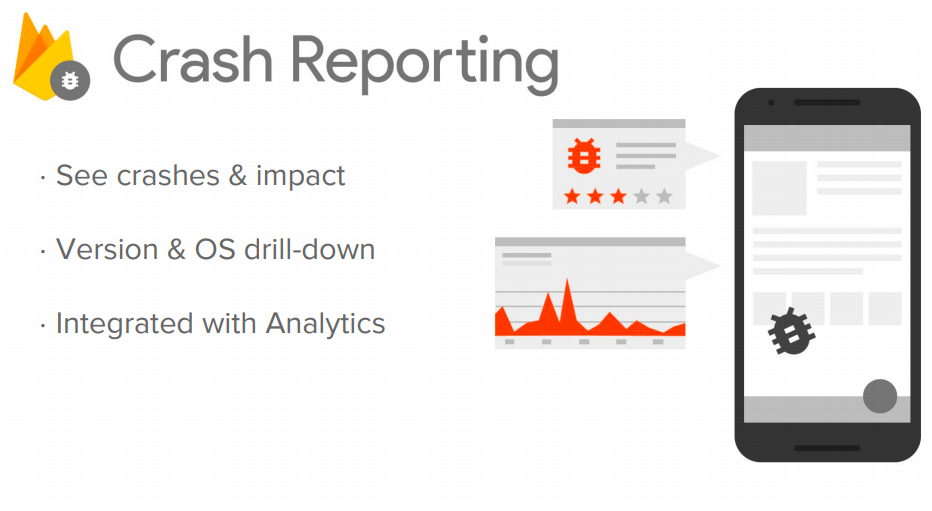 Crash Reporting
· See crashes & impact
· Version & OS drill-down
· Integrated with Analytics